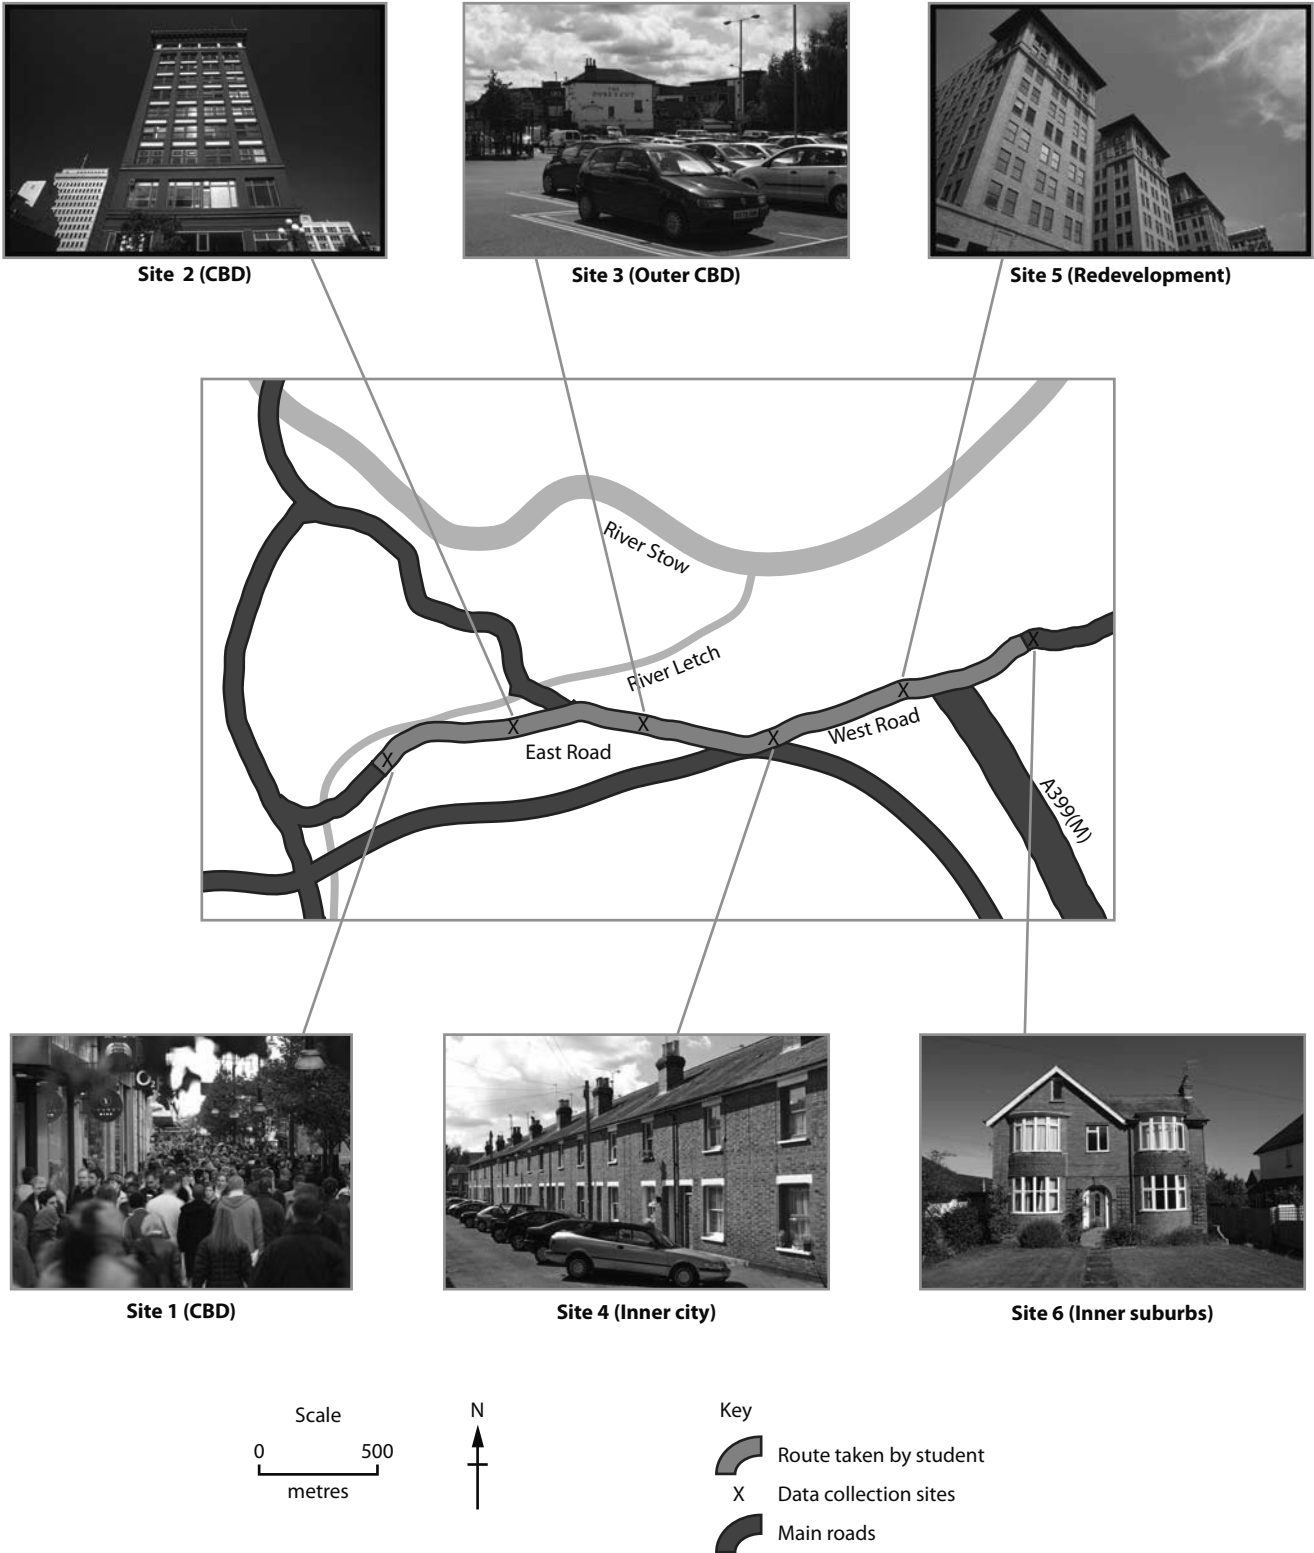 Site 2 (CBD)
Site 3 (Outer CBD)
Site 5 (Redevelopment)
River Stow
River Letch
X
X
X
X
X
X
East Road
West Road
A399(M)
Site 1 (CBD)
Site 4 (Inner city)
Site 6 (Inner suburbs)
Scale
0 500
metres
N
Key
Route taken by student
X Data collection sites
Main roads